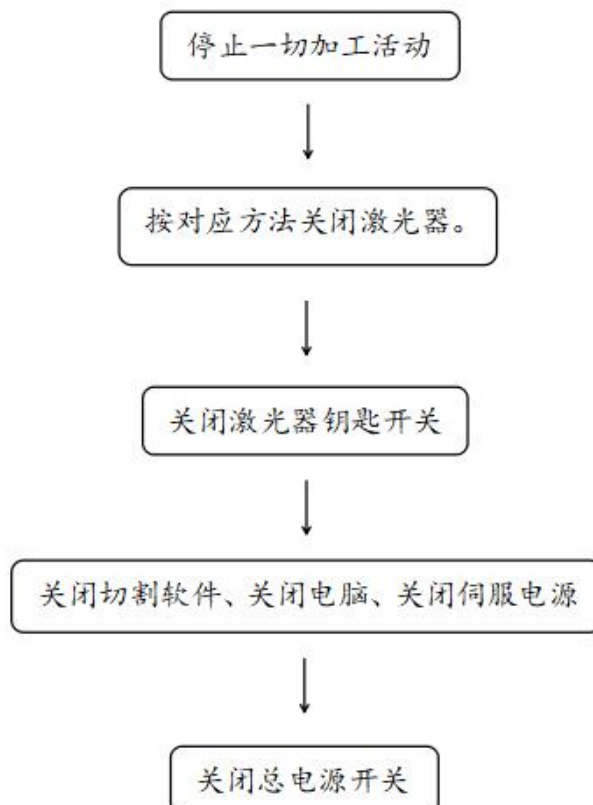 停止一切加工活动
按对应方法关闭激光器。
关闭激光器钥匙开关
关闭切割软件、关闭电脑、关闭伺服电源
关闭总电源开关